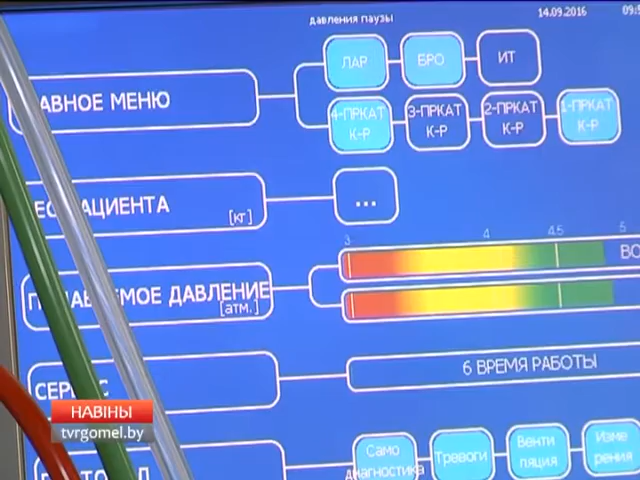 давления паузы
14.09.2016
ЛАР
БРО
ИТ
АВНОЕ МЕНЮ
4-ПРКАТ
К-Р
3-ПРКАТ
К-Р
2-ПРКАТ
К-Р
1-ПРКАТ
К-Р
АЦИЕНТА
[кг]
...
3
4
4.5
5
ДАВЛЕНИЕ
[атм.]
6 ВРЕМЯ РАБОТЫ
НАВІНЫ
tvrgomel.by
Само
диагностика
Тревоги
Венти
ляция
Изме
рения